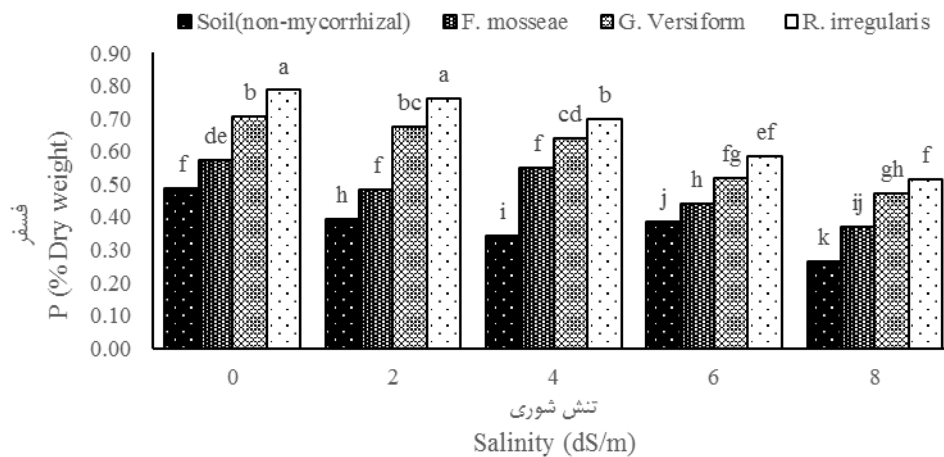 Soil(non-mycorrhizal) F. mosseae G. Versiform R. irregularis
فسفر
P (% Dry weight)
0.90
0.80
0.70
0.60
0.50
0.40
0.30
0.20
0.10
0.00
f de b a
h f bc a
i f cd b
j h fg ef
k ij gh f
0 2 4 6 8
تنش شوری
Salinity (dS/m)